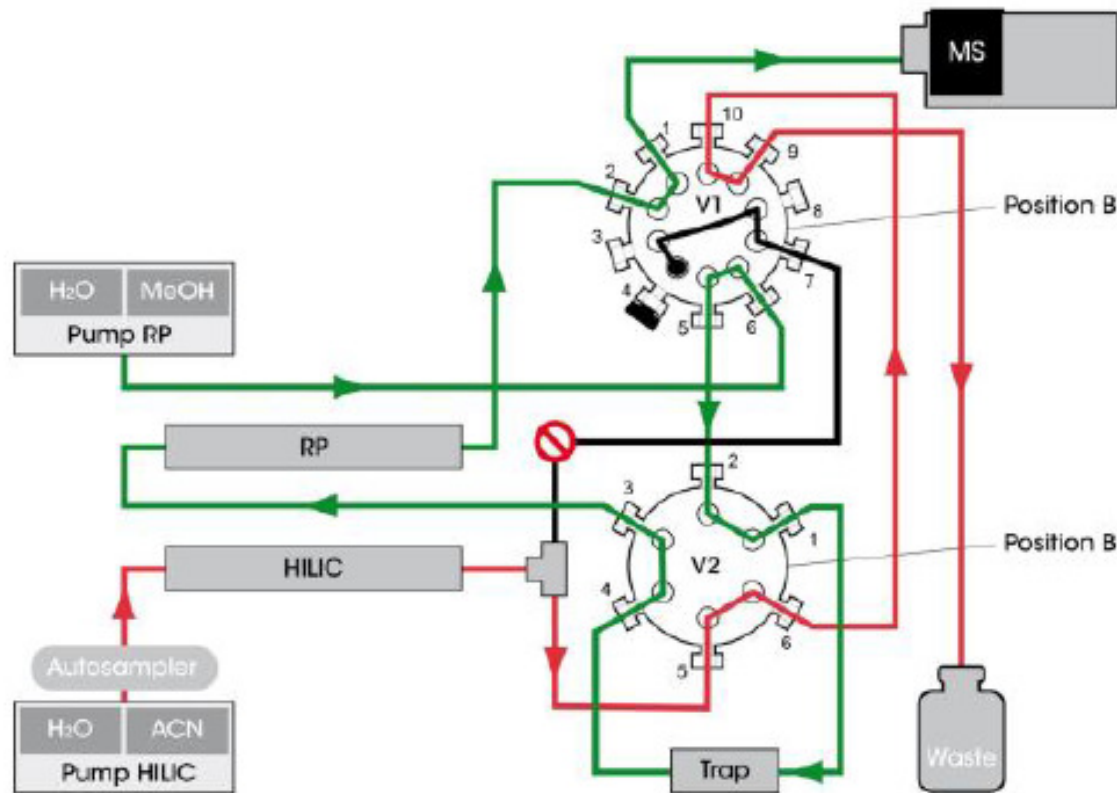 MS
10
1
9
2
V1
8
Position B
3
7
4
5
6
H2O MeOH
Pump RP
RP
2
3
1
HILIC
V2
Position B
4
6
5
Autosampler
H2O ACN
Pump HILIC
Trap
Waste